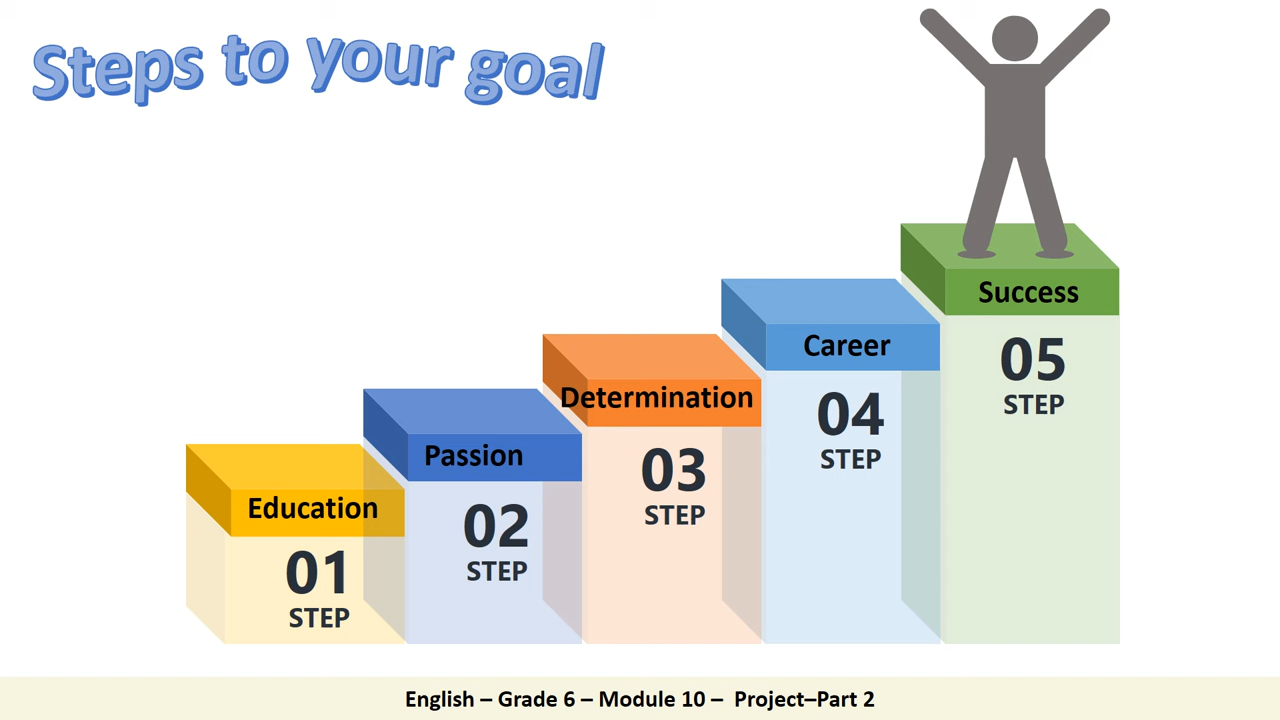 Steps to your goal
Education
01
STEP
Passion
02
STEP
Determination
03
STEP
Career
04
STEP
Success
05
STEP
English – Grade 6 – Module 10 – Project–Part 2